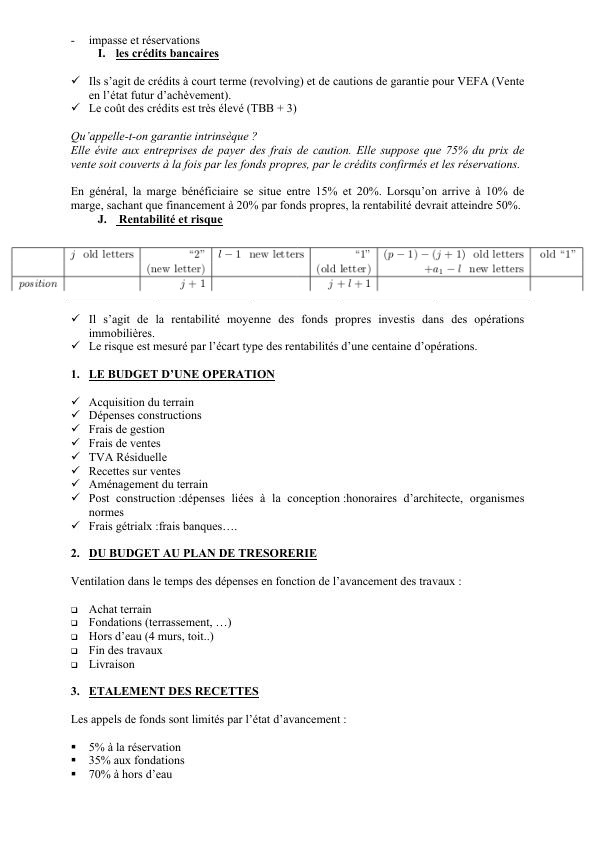 - impasse et réservations
I. les crédits bancaires
✓ Ils s'agit de crédits à court terme (revolving) et de cautions de garantie pour VEFA (Vente
en l'état futur d'achèvement).
✓ Le coût des crédits est très élevé (TBB + 3)
Qu'appelle-t-on garantie intrinsèque ?
Elle évite aux entreprises de payer des frais de caution. Elle suppose que 75% du prix de
vente soit couverts à la fois par les fonds propres, par le crédits confirmés et les réservations.
En général, la marge bénéficiaire se situe entre 15% et 20%. Lorsqu'on arrive à 10% de
marge, sachant que financement à 20% par fonds propres, la rentabilité devrait atteindre 50%.
J. Rentabilité et risque
j old letters "2" l − 1 new letters "1" (p − 1) − (j + 1) old letters old "1"
(new letter) (old letter) +a₁ − l new letters
position j + 1 j + l + 1
✓ Il s'agit de la rentabilité moyenne des fonds propres investis dans des opérations
immobilières.
✓ Le risque est mesuré par l'écart type des rentabilités d'une centaine d'opérations.
1. LE BUDGET D'UNE OPERATION
✓ Acquisition du terrain
✓ Dépenses constructions
✓ Frais de gestion
✓ Frais de ventes
✓ TVA Résiduelle
✓ Recettes sur ventes
✓ Aménagement du terrain
✓ Post construction :dépenses liées à la conception :honoraires d'architecte, organismes
normes
✓ Frais gétrialx :frais banques….
2. DU BUDGET AU PLAN DE TRESORERIE
Ventilation dans le temps des dépenses en fonction de l'avancement des travaux :
❑ Achat terrain
❑ Fondations (terrassement, …)
❑ Hors d'eau (4 murs, toit..)
❑ Fin des travaux
❑ Livraison
3. ETALEMENT DES RECETTES
Les appels de fonds sont limités par l'état d'avancement :
▪ 5% à la réservation
▪ 35% aux fondations
▪ 70% à hors d'eau